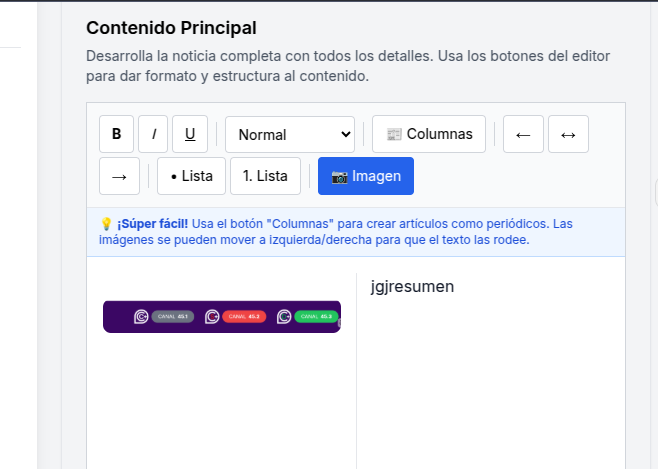 Contenido Principal
Desarrolla la noticia completa con todos los detalles. Usa los botones del editor
para dar formato y estructura al contenido.
B I U Normal 📰 Columnas ← ↔
→ • Lista 1. Lista 📷 Imagen
💡 ¡Súper fácil! Usa el botón "Columnas" para crear artículos como periódicos. Las
imágenes se pueden mover a izquierda/derecha para que el texto las rodee.
jgjresumen
CANAL 45.1 CANAL 45.2 CANAL 45.3